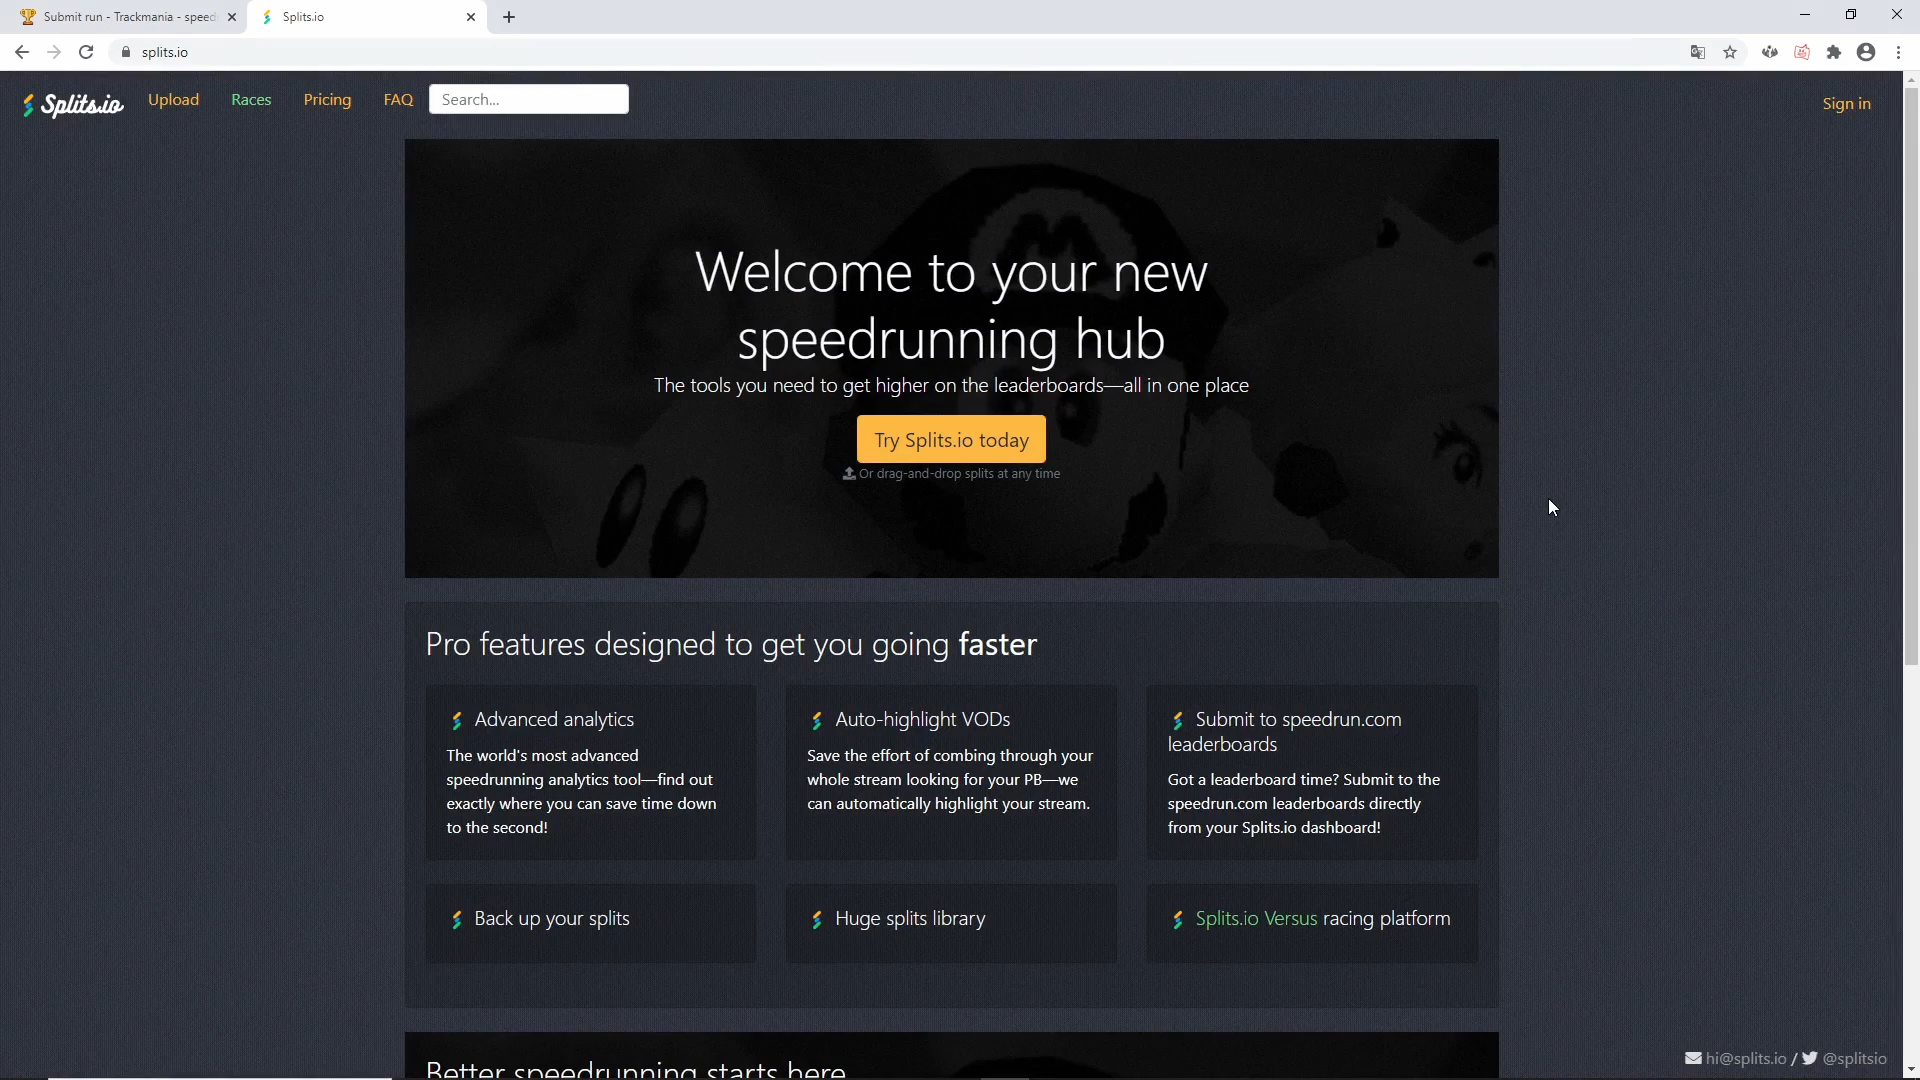 Submit run - Trackmania - speed
Splits.io
splits.io
Splits.io
Upload
Races
Pricing
FAQ
Search...
Sign in
Welcome to your new
speedrunning hub
The tools you need to get higher on the leaderboards—all in one place
Try Splits.io today
Or drag-and-drop splits at any time
Pro features designed to get you going faster
Advanced analytics
The world's most advanced
speedrunning analytics tool—find out
exactly where you can save time down
to the second!
Auto-highlight VODs
Save the effort of combing through your
whole stream looking for your PB—we
can automatically highlight your stream.
Submit to speedrun.com
leaderboards
Got a leaderboard time? Submit to the
speedrun.com leaderboards directly
from your Splits.io dashboard!
Back up your splits
Huge splits library
Splits.io Versus racing platform
Better speedrunning starts here
hi@splits.io / @splitsio